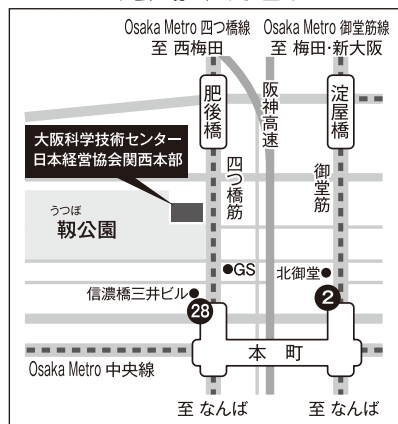 Osaka Metro 四つ橋線
至 西梅田
Osaka Metro 御堂筋線
至 梅田・新大阪
肥後橋
阪神高速
淀屋橋
大阪科学技術センター
日本経営協会関西本部
四つ橋筋
御堂筋
うつぼ
靱公園
GS
北御堂
信濃橋三井ビル
28
2
本町
Osaka Metro 中央線
至 なんば
至 なんば